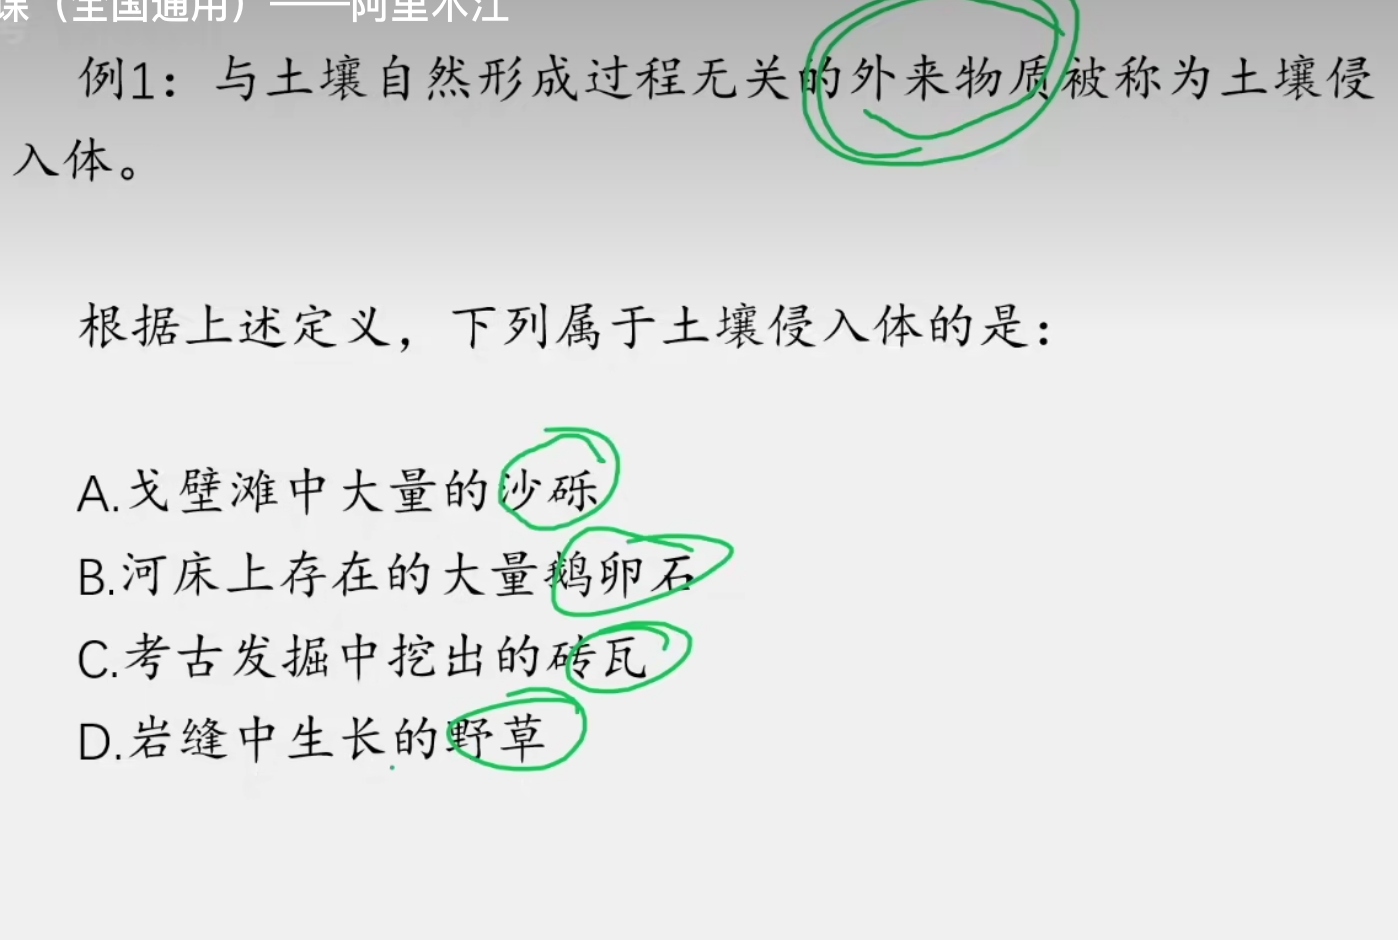 课（全国通用）——阿里木江
例1：与土壤自然形成过程无关的外来物质被称为土壤侵
入体。
根据上述定义，下列属于土壤侵入体的是：
A.戈壁滩中大量的沙砾
B.河床上存在的大量鹅卵石
C.考古发掘中挖出的砖瓦
D.岩缝中生长的野草